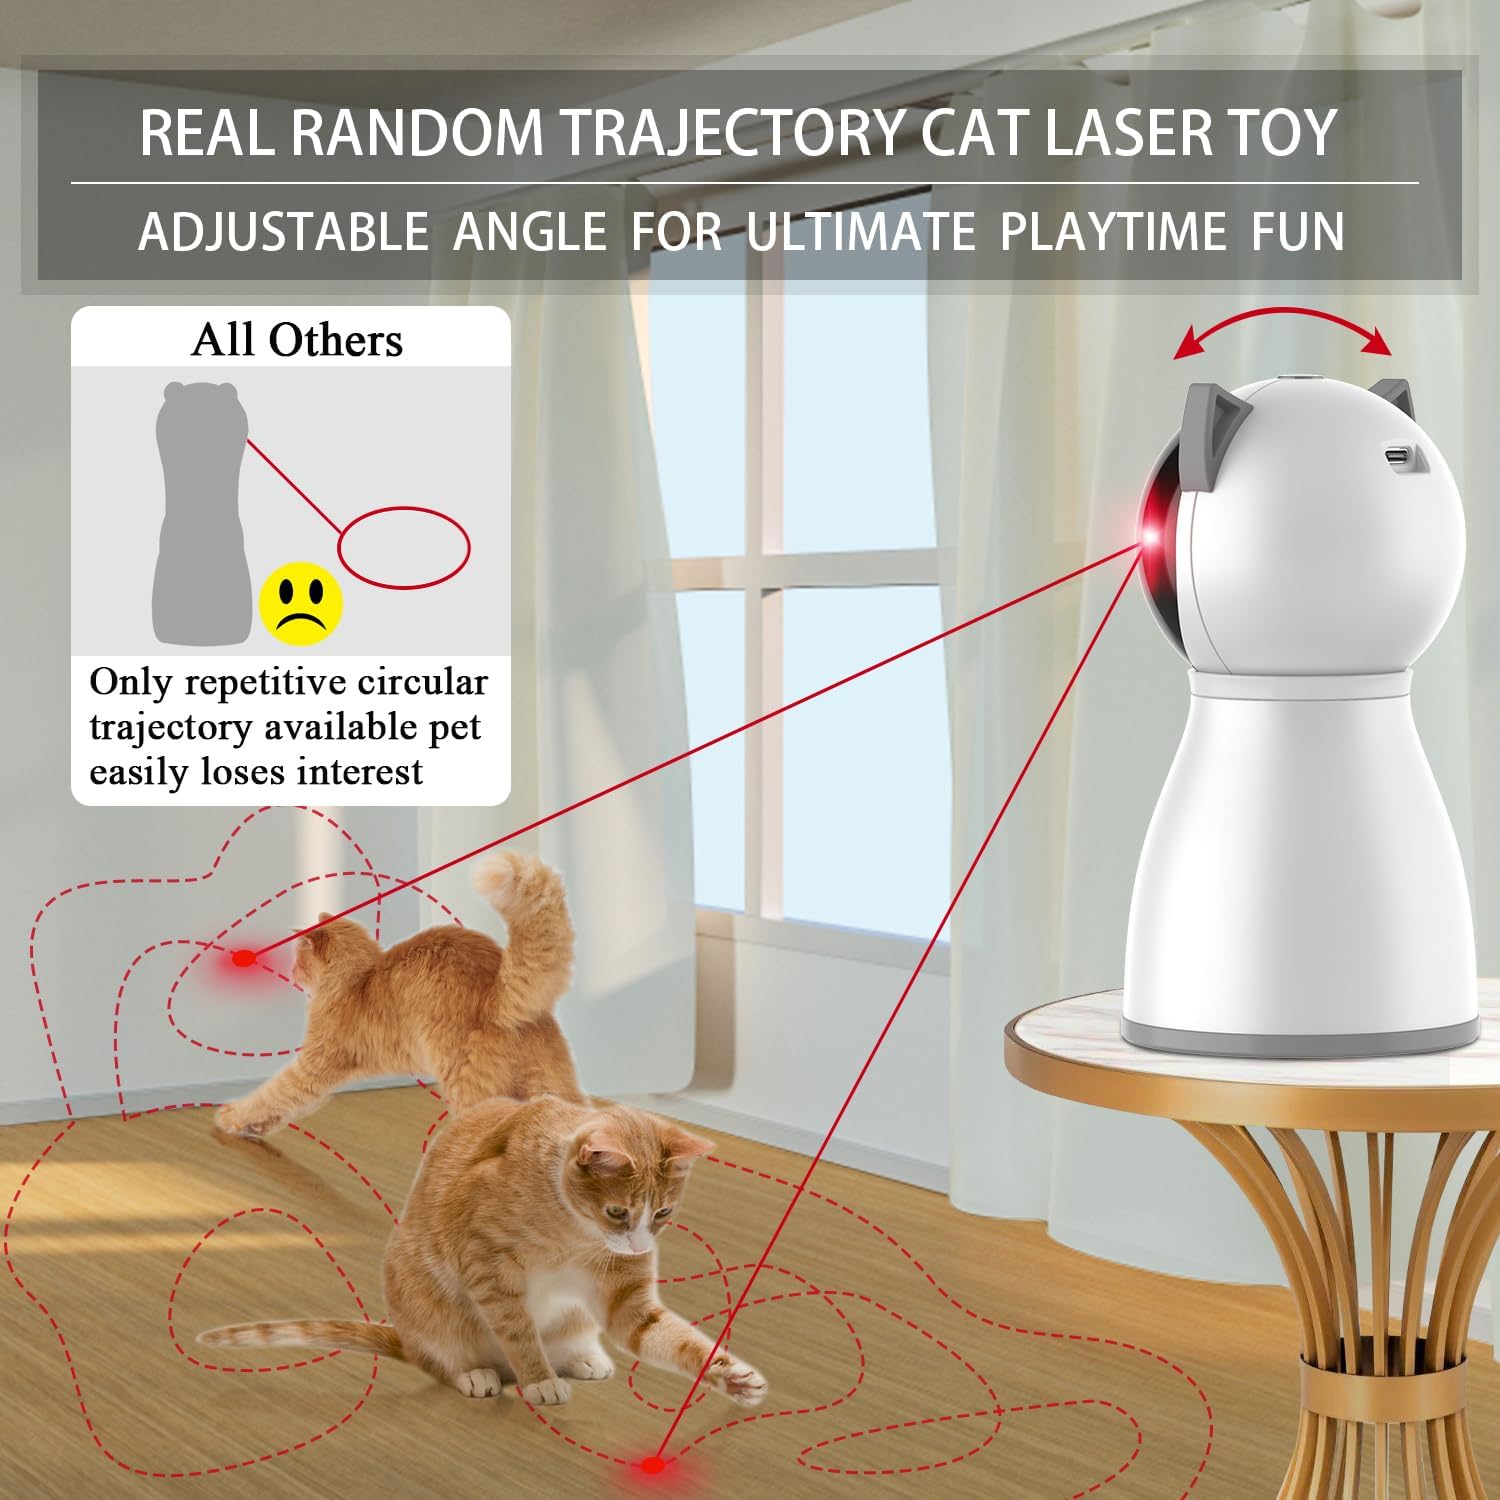 REAL RANDOM TRAJECTORY CAT LASER TOY
ADJUSTABLE ANGLE FOR ULTIMATE PLAYTIME FUN
All Others
Only repetitive circular
trajectory available pet
easily loses interest